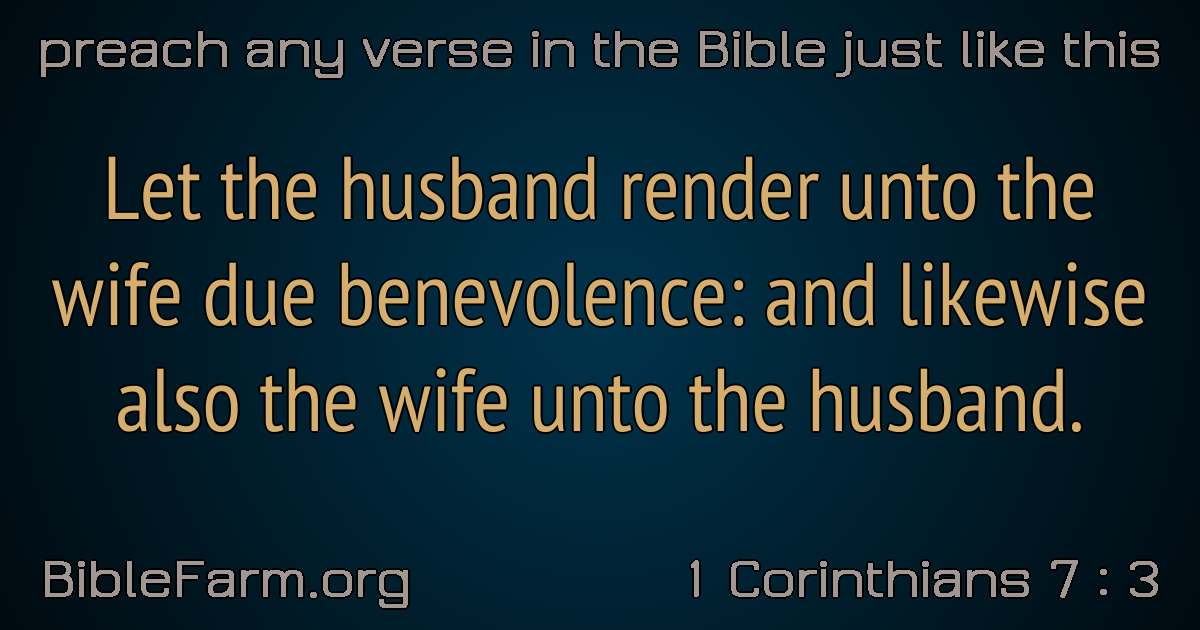 preach any verse in the Bible just like this
Let the husband render unto the
wife due benevolence: and likewise
also the wife unto the husband.
BibleFarm.org
1 Corinthians 7 : 3